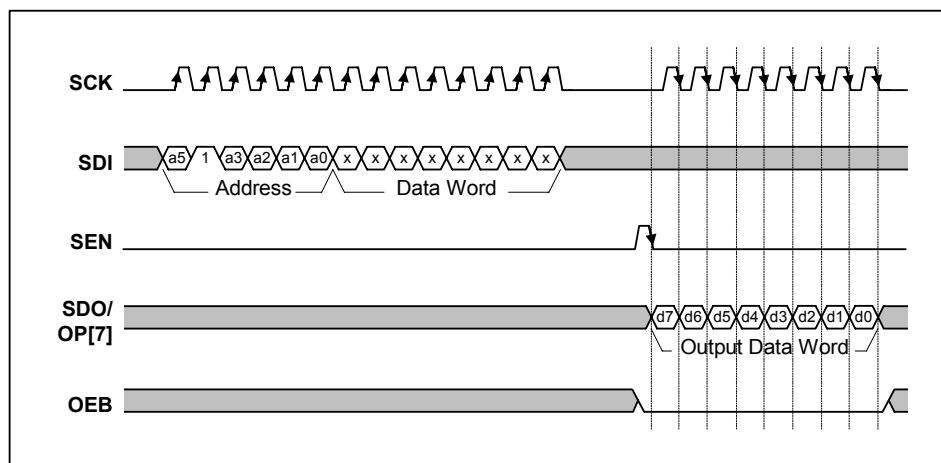 SCK
SDI a5 1 a3 a2 a1 a0 x x x x x x x x
Address Data Word
SEN
SDO/
OP[7] d7 d6 d5 d4 d3 d2 d1 d0
Output Data Word
OEB